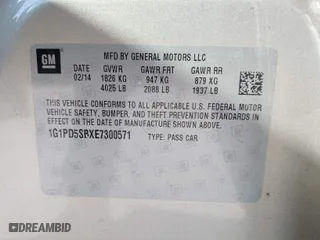 GM
MFD BY GENERAL MOTORS LLC
DATE GVWR GAWR FRT GAWR RR
02/14 1826 KG 947 KG 879 KG
4025 LB 2088 LB 1937 LB
THIS VEHICLE CONFORMS TO ALL APPLICABLE U.S. FEDERAL MOTOR
VEHICLE SAFETY, BUMPER, AND THEFT PREVENTION STANDARDS
IN EFFECT ON THE DATE OF MANUFACTURE SHOWN ABOVE.
1G1PD5SBXE7300571 TYPE: PASS CAR
DREAMBID.COM